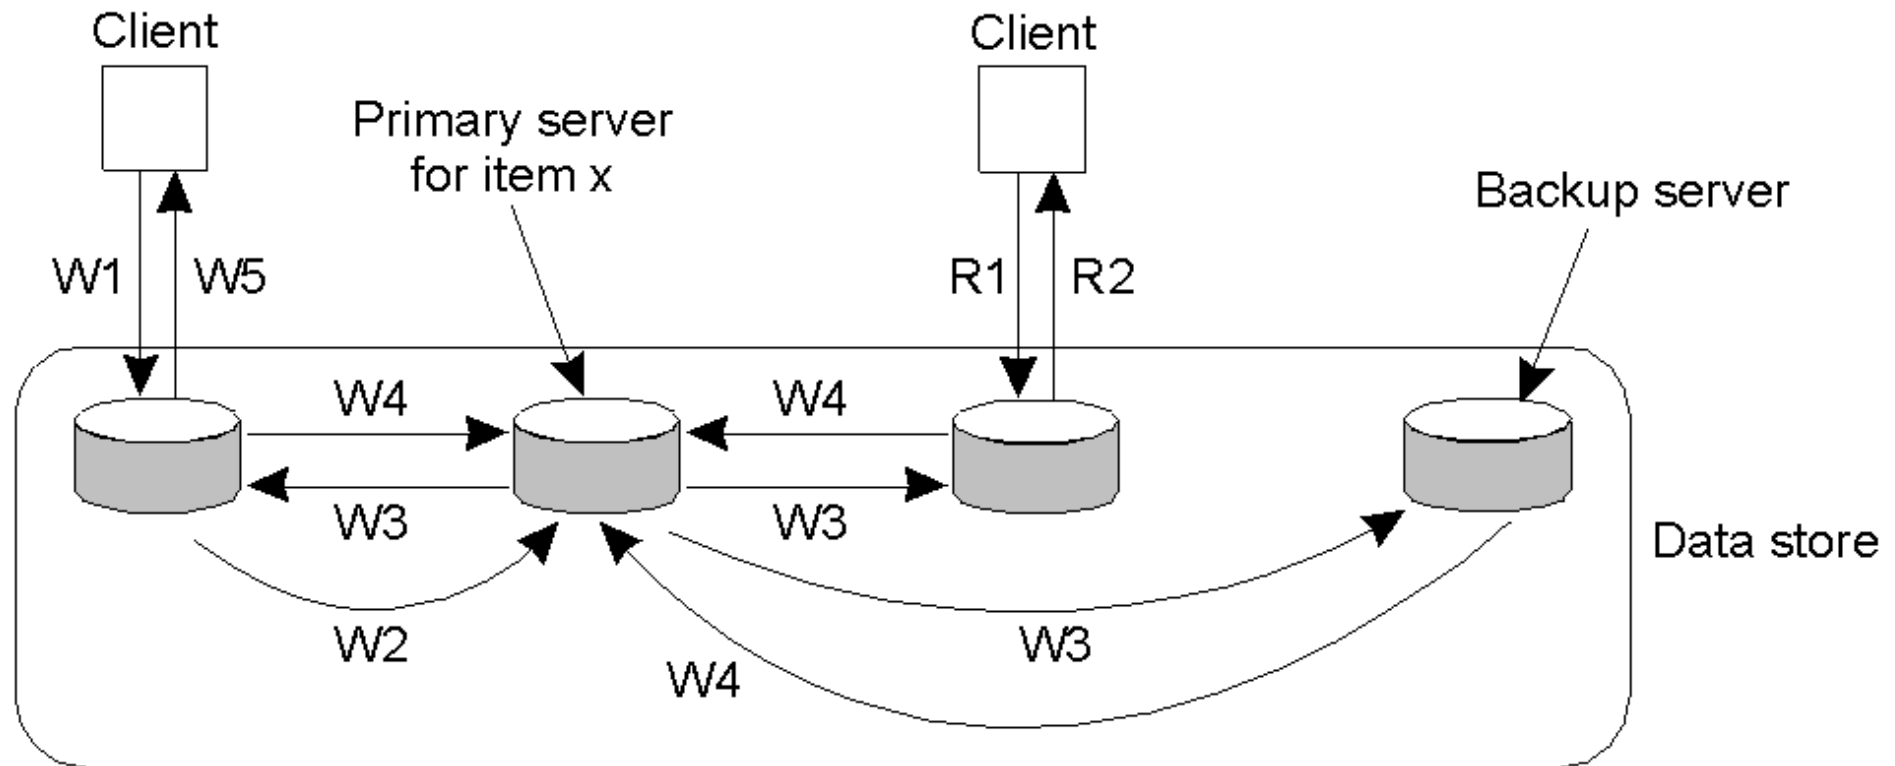 Client
Client
Primary server
for item x
Backup server
W1
W5
R1
R2
W4
W4
W3
W3
Data store
W2
W3
W4